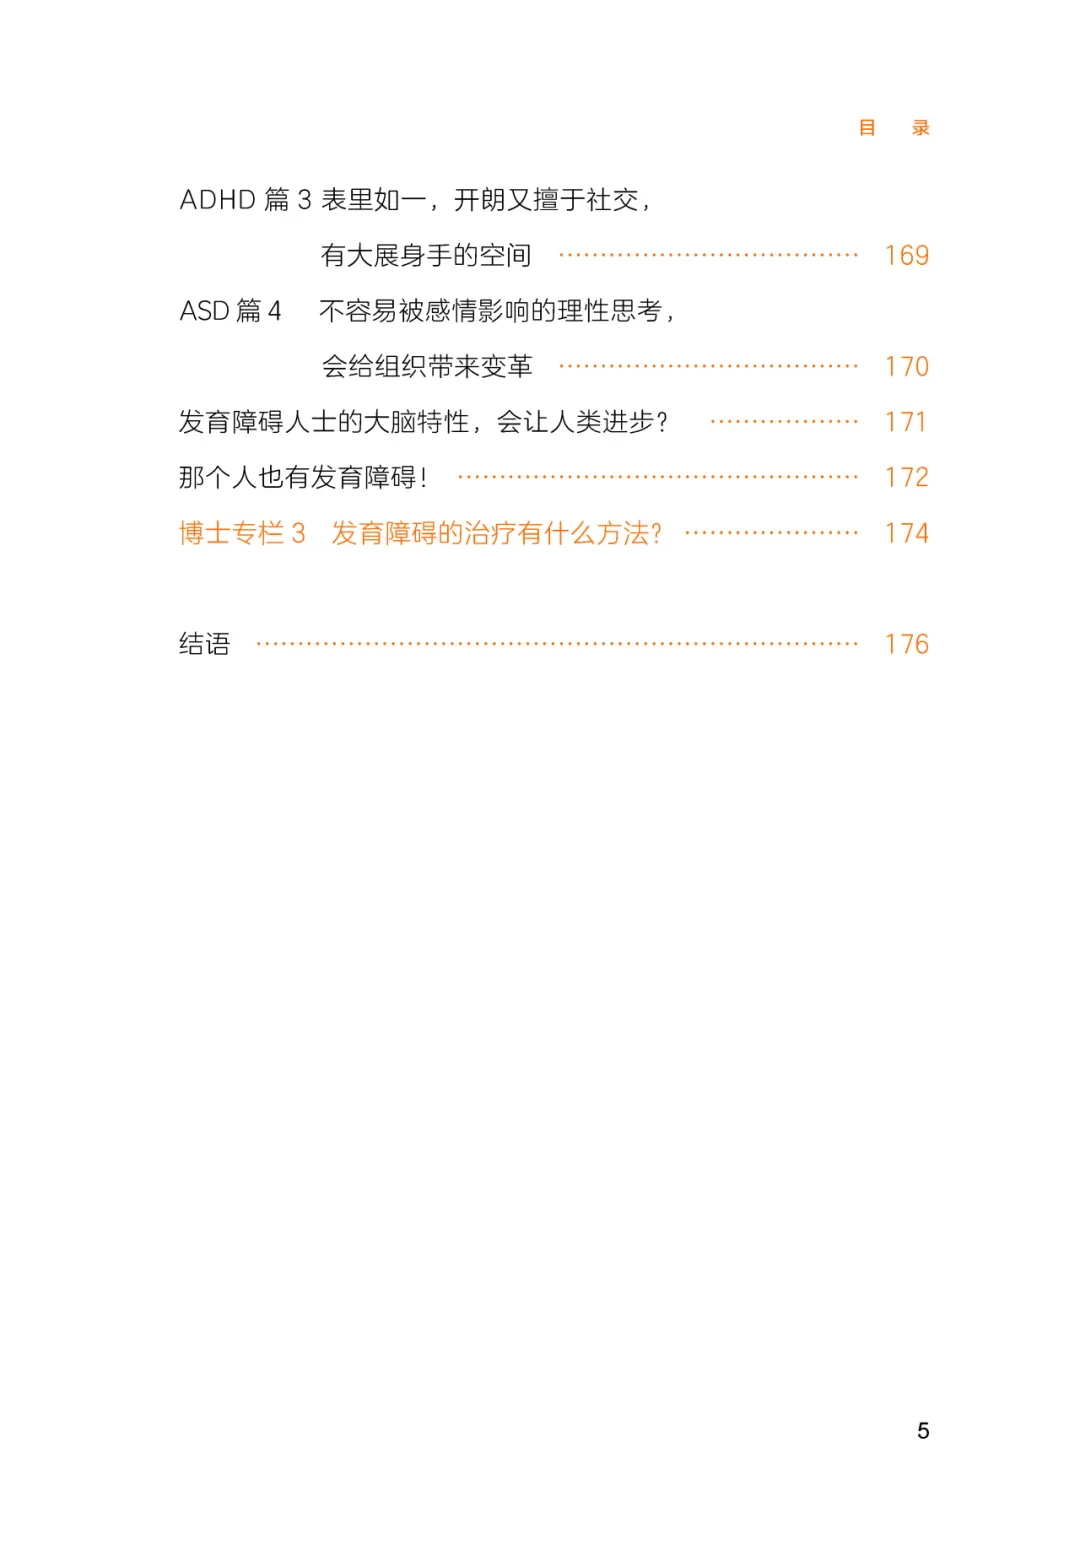 目 录
ADHD 篇 3 表里如一，开朗又擅于社交，
有大展身手的空间 ………………………………… 169
ASD 篇 4 不容易被感情影响的理性思考，
会给组织带来变革 ………………………………… 170
发育障碍人士的大脑特性，会让人类进步？ ……………… 171
那个人也有发育障碍！ …………………………………………… 172
博士专栏 3 发育障碍的治疗有什么方法？ ………………… 174
结语 ……………………………………………………………… 176
5